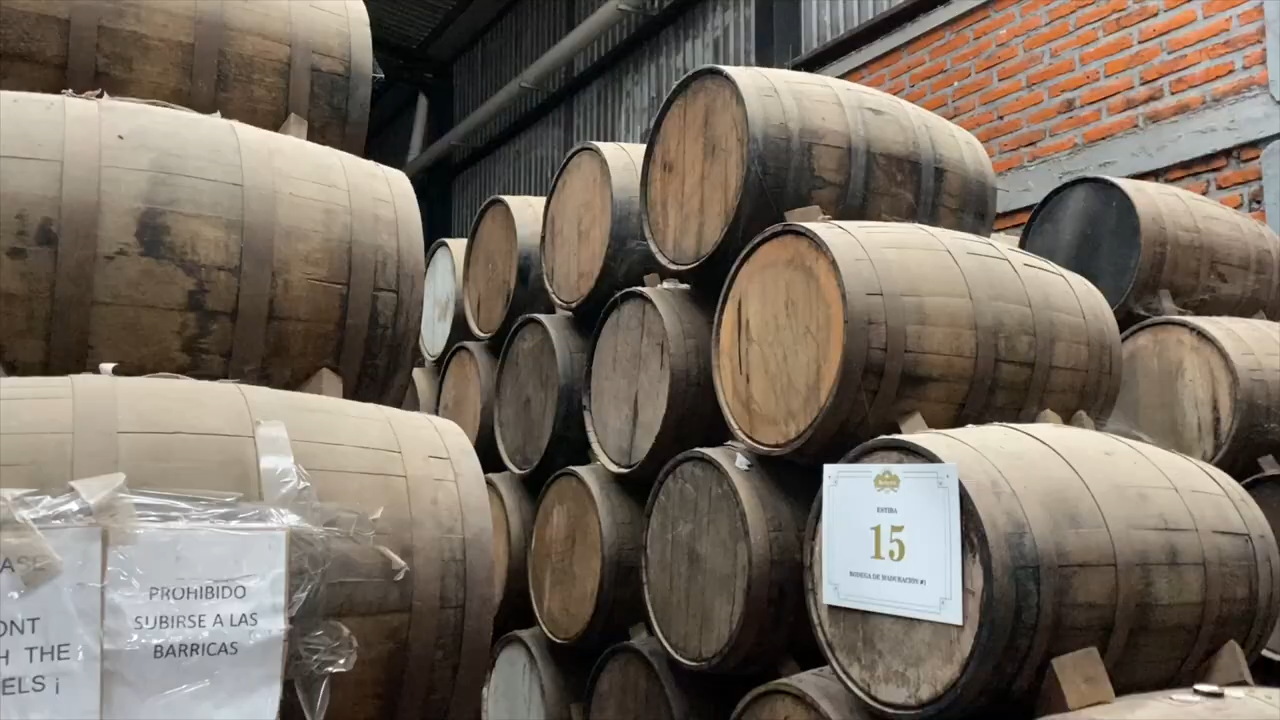 ASE
ONT
H THE
ELS ¡
PROHIBIDO
SUBIRSE A LAS
BARRICAS
ESTIBA
15
BODEGA DE MADURACIÓN #1